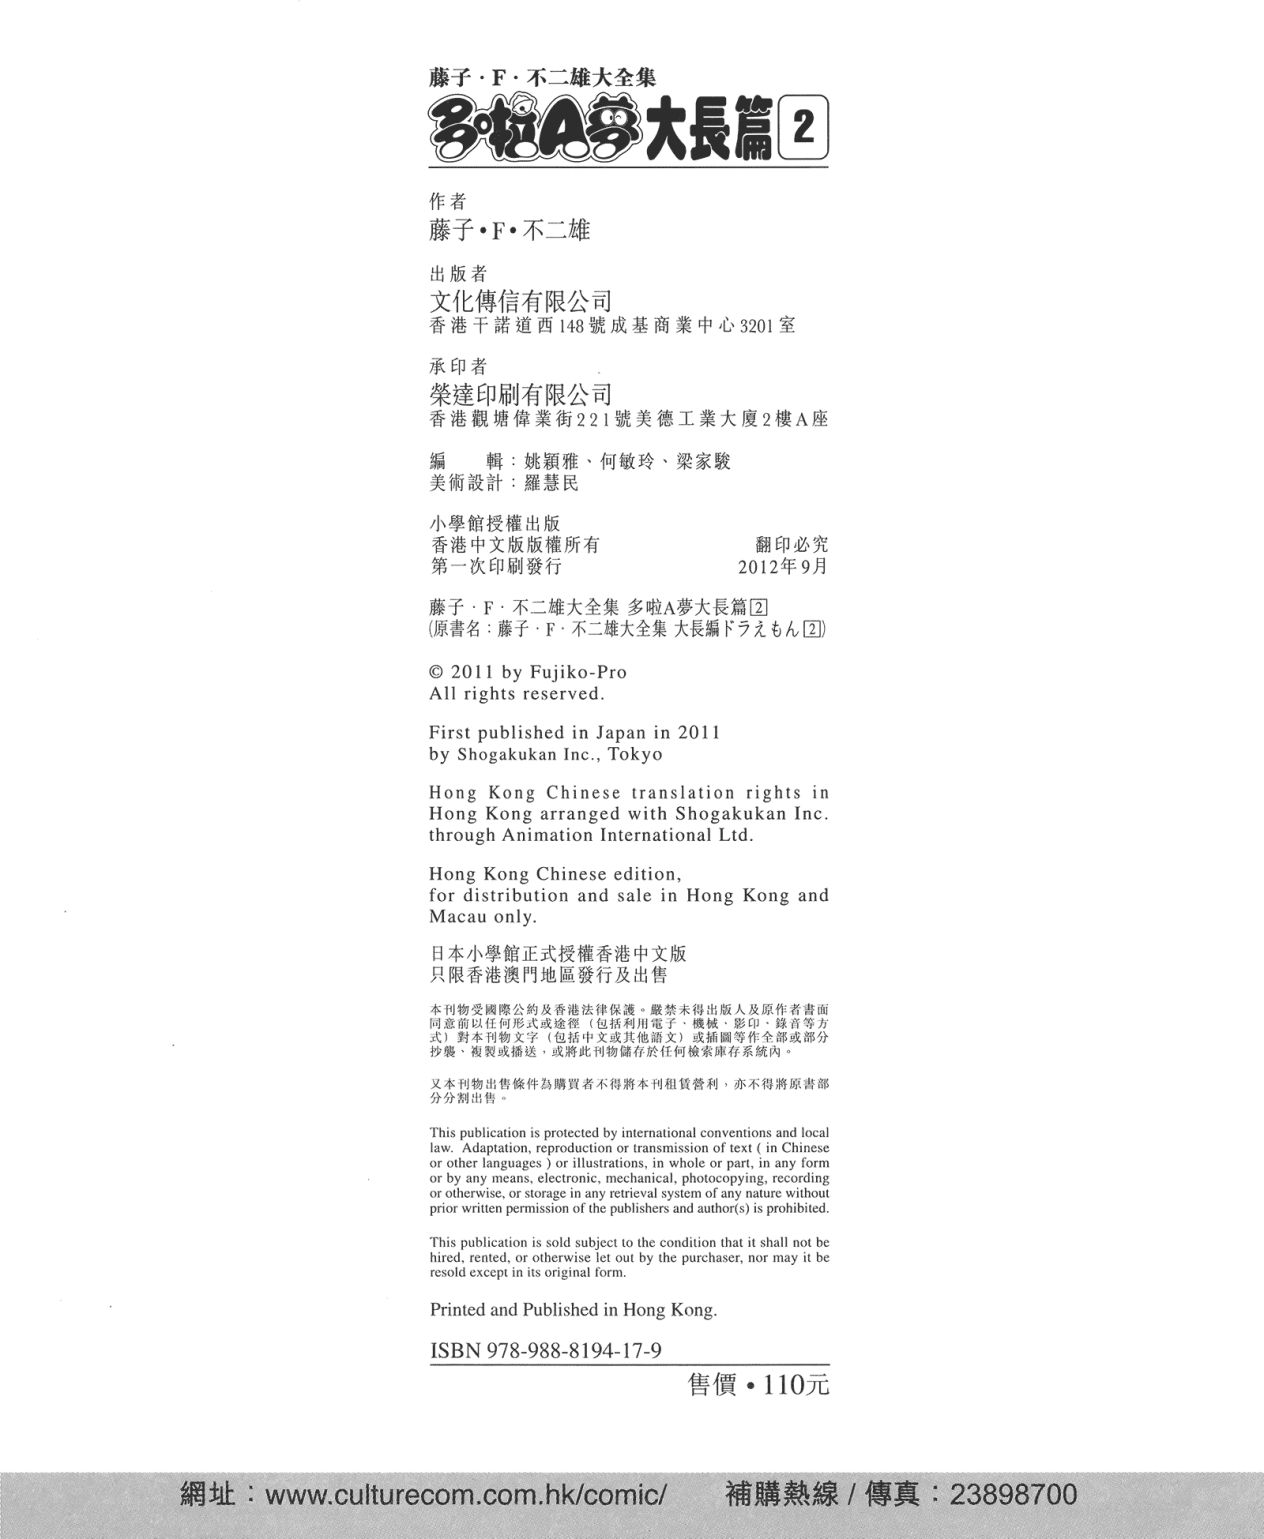 藤子·F·不二雄大全集
多啦A夢大長篇 2
作者
藤子•F•不二雄
出版者
文化傳信有限公司
香港干諾道西148號成基商業中心3201室
承印者
榮達印刷有限公司
香港觀塘偉業街221號美德工業大廈2樓A座
編　　輯：姚穎雅、何敏玲、梁家駿
美術設計：羅慧民
小學館授權出版
香港中文版版權所有　翻印必究
第一次印刷發行　2012年9月
藤子·F·不二雄大全集 多啦A夢大長篇2
(原書名：藤子·F·不二雄大全集 大長編ドラえもん2)
© 2011 by Fujiko-Pro
All rights reserved.
First published in Japan in 2011
by Shogakukan Inc., Tokyo
Hong Kong Chinese translation rights in
Hong Kong arranged with Shogakukan Inc.
through Animation International Ltd.
Hong Kong Chinese edition,
for distribution and sale in Hong Kong and
Macau only.
日本小學館正式授權香港中文版
只限香港澳門地區發行及出售
本刊物受國際公約及香港法律保護。嚴禁未得出版人及原作者書面
同意前以任何形式或途徑（包括利用電子、機械、影印、錄音等方
式）對本刊物文字（包括中文或其他語文）或插圖等作全部或部分
抄襲、複製或播送，或將此刊物儲存於任何檢索庫存系統內。
又本刊物出售條件為購買者不得將本刊租賃營利，亦不得將原書部
分分割出售。
This publication is protected by international conventions and local
law. Adaptation, reproduction or transmission of text ( in Chinese
or other languages ) or illustrations, in whole or part, in any form
or by any means, electronic, mechanical, photocopying, recording
or otherwise, or storage in any retrieval system of any nature without
prior written permission of the publishers and author(s) is prohibited.
This publication is sold subject to the condition that it shall not be
hired, rented, or otherwise let out by the purchaser, nor may it be
resold except in its original form.
Printed and Published in Hong Kong.
ISBN 978-988-8194-17-9
售價•110元
網址：www.culturecom.com.hk/comic/　補購熱線 / 傳真：23898700